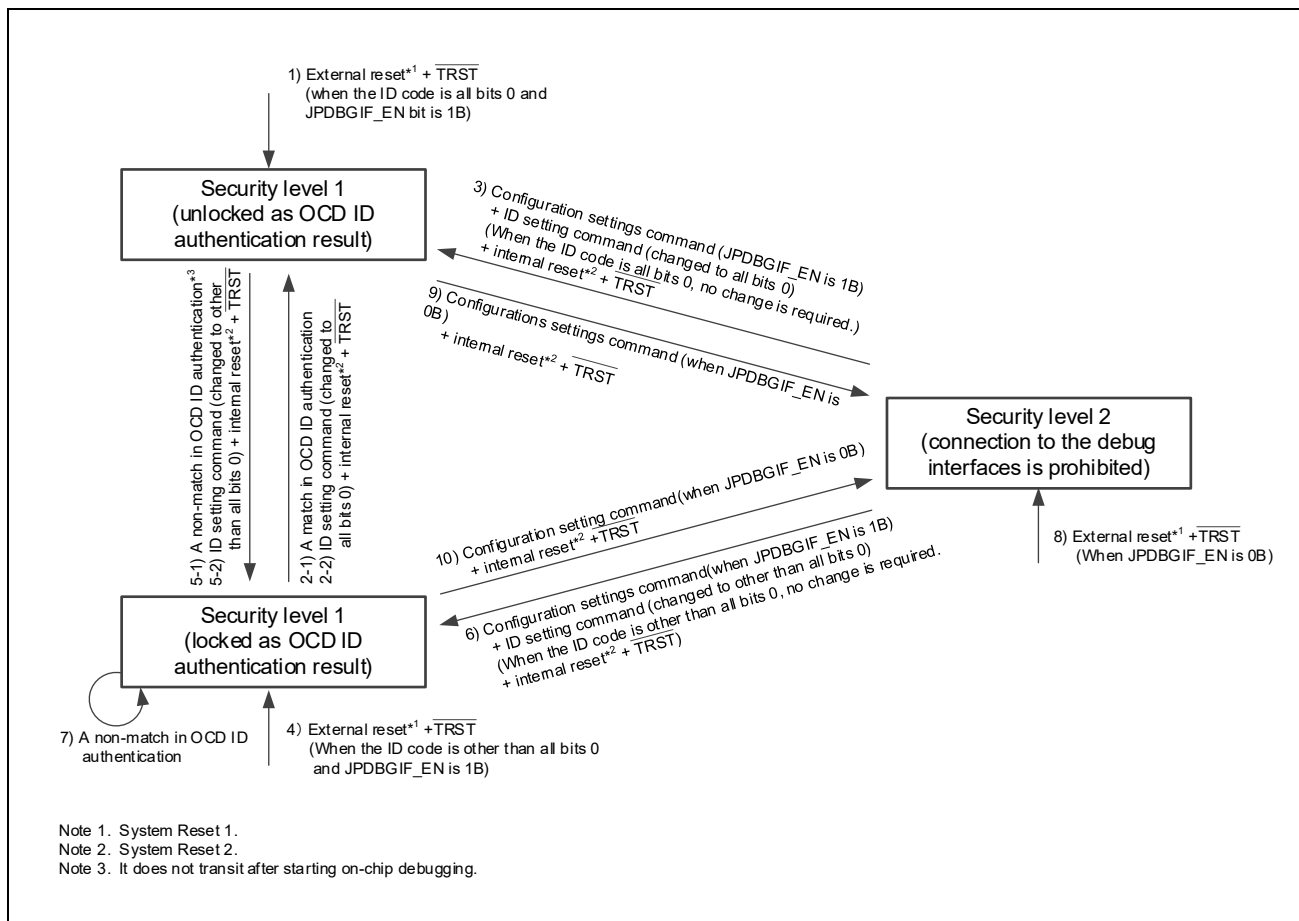 1) External reset*1 + TRST
(when the ID code is all bits 0 and
JPDBGIF_EN bit is 1B)
Security level 1
(unlocked as OCD ID
authentication result)
3) Configuration settings command (JPDBGIF_EN is 1B)
+ ID setting command (changed to all bits 0)
(When the ID code is all bits 0, no change is required.)
+ internal reset*2 + TRST
9) Configurations settings command (when JPDBGIF_EN is
0B)
+ internal reset*2 + TRST
5-1) A non-match in OCD ID authentication*3
5-2) ID setting command (changed to other
than all bits 0) + internal reset*2 + TRST
2-1) A match in OCD ID authentication
2-2) ID setting command (changed to
all bits 0) + internal reset*2 + TRST
Security level 2
(connection to the debug
interfaces is prohibited)
10) Configuration setting command(when JPDBGIF_EN is 0B)
+ internal reset*2 +TRST
8) External reset*1 +TRST
(When JPDBGIF_EN is 0B)
6) Configuration settings command(when JPDBGIF_EN is 1B)
+ ID setting command (changed to other than all bits 0)
(When the ID code is other than all bits 0, no change is required.
+ internal reset*2 + TRST)
Security level 1
(locked as OCD ID
authentication result)
7) A non-match in OCD ID
authentication
4) External reset*1 +TRST
(When the ID code is other than all bits 0
and JPDBGIF_EN is 1B)
Note 1. System Reset 1.
Note 2. System Reset 2.
Note 3. It does not transit after starting on-chip debugging.